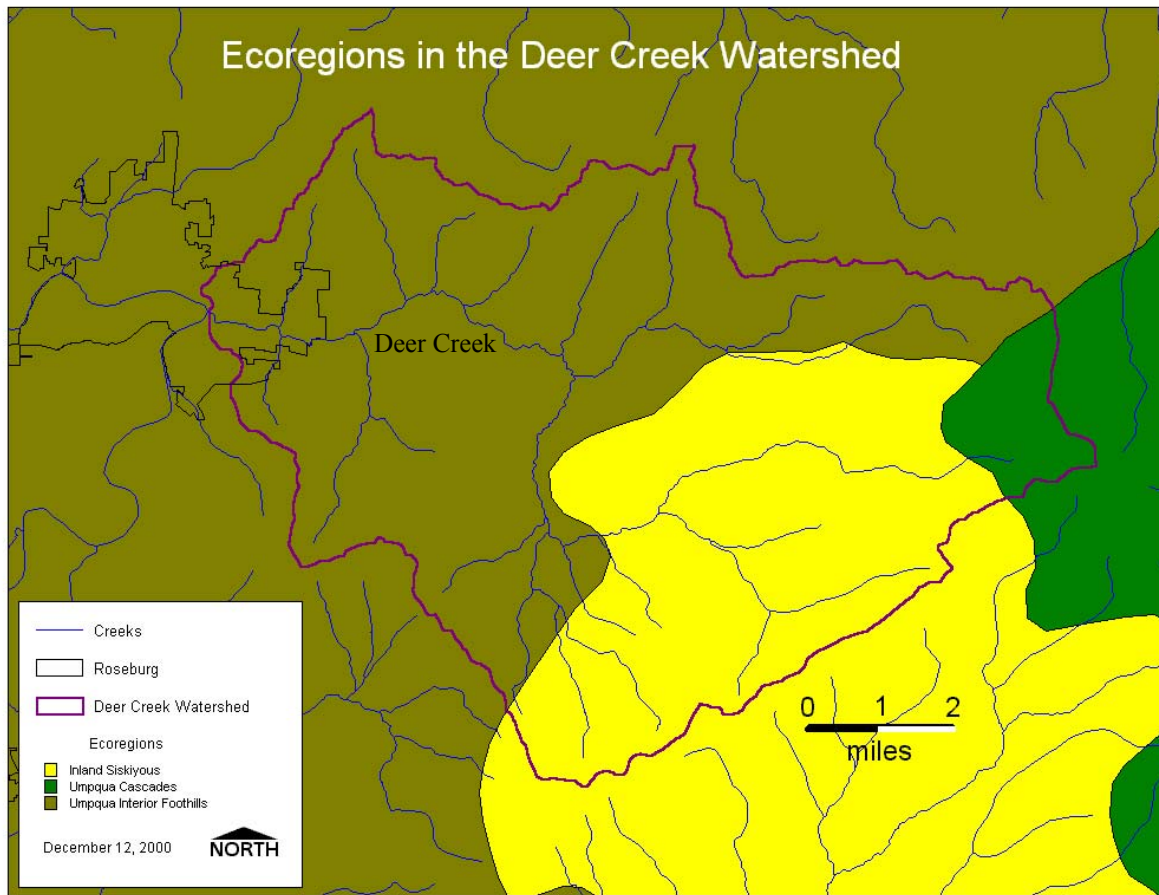 Ecoregions in the Deer Creek Watershed
Deer Creek
0 1 2
miles
Creeks
Roseburg
Deer Creek Watershed
Ecoregions
Inland Siskiyous
Umpqua Cascades
Umpqua Interior Foothills
December 12, 2000
NORTH